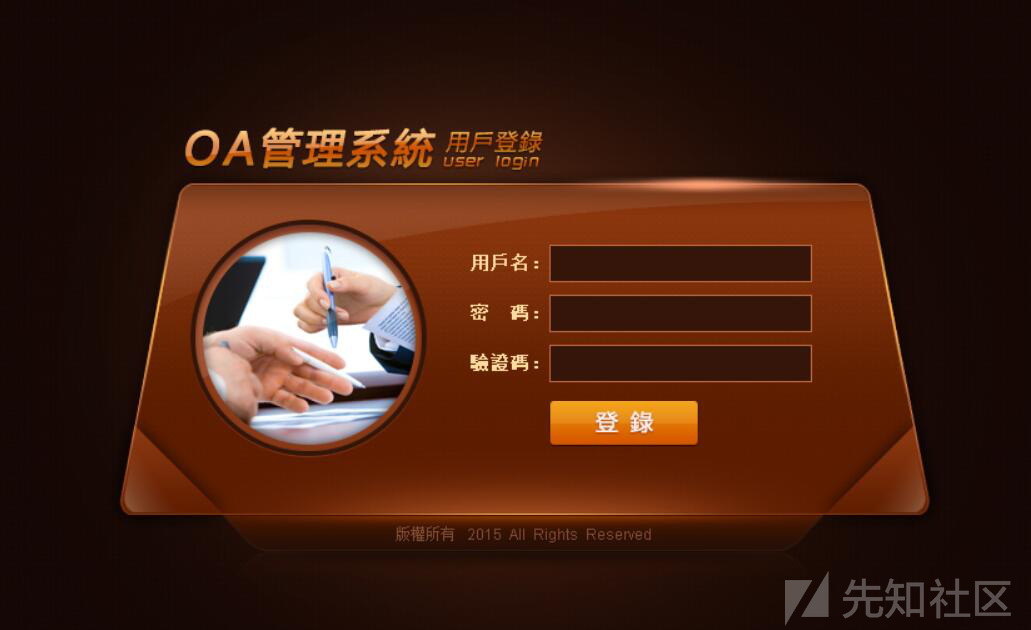 OA管理系統 用戶登錄
user login
用戶名:
密 碼:
驗證碼:
登 錄
版權所有 2015 All Rights Reserved
先知社区